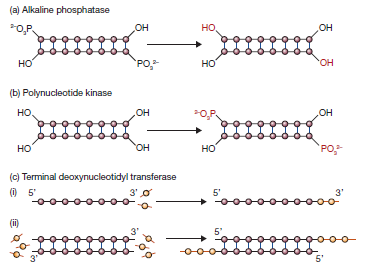 (a) Alkaline phosphatase
²⁻O₃P OH HO OH
HO PO₃²⁻ HO OH
(b) Polynucleotide kinase
HO OH ²⁻O₃P OH
HO OH HO PO₃²⁻
(c) Terminal deoxynucleotidyl transferase
(i) 5' 3' 5' 3'
(ii) 3' 5'
3' 5'